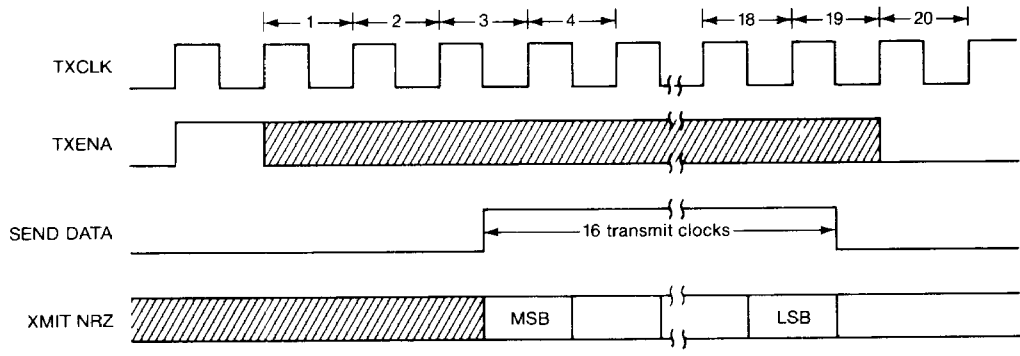 1 2 3 4 18 19 20
TXCLK
TXENA
SEND DATA
16 transmit clocks
XMIT NRZ
MSB LSB